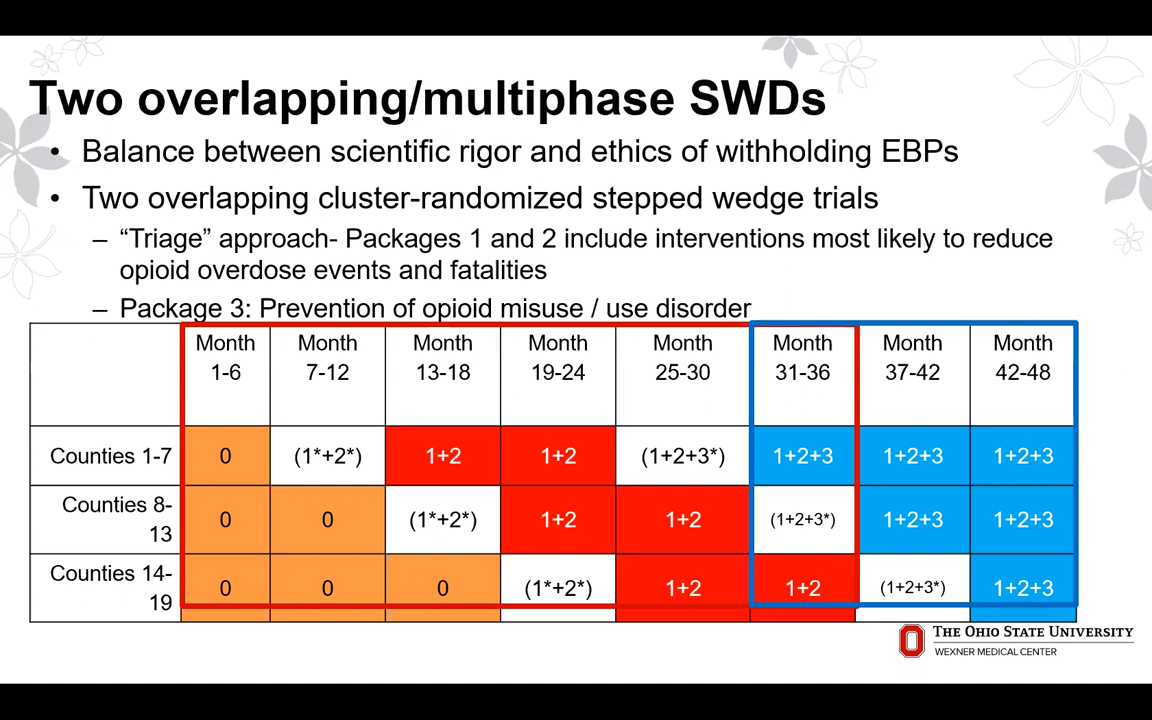 Two overlapping/multiphase SWDs
• Balance between scientific rigor and ethics of withholding EBPs
• Two overlapping cluster-randomized stepped wedge trials
– “Triage” approach- Packages 1 and 2 include interventions most likely to reduce
opioid overdose events and fatalities
– Package 3: Prevention of opioid misuse / use disorder
Month Month Month Month Month Month Month Month
1-6 7-12 13-18 19-24 25-30 31-36 37-42 42-48
Counties 1-7 0 (1*+2*) 1+2 1+2 (1+2+3*) 1+2+3 1+2+3 1+2+3
Counties 8-
13 0 0 (1*+2*) 1+2 1+2 (1+2+3*) 1+2+3 1+2+3
Counties 14-
19 0 0 0 (1*+2*) 1+2 1+2 (1+2+3*) 1+2+3
THE OHIO STATE UNIVERSITY
WEXNER MEDICAL CENTER